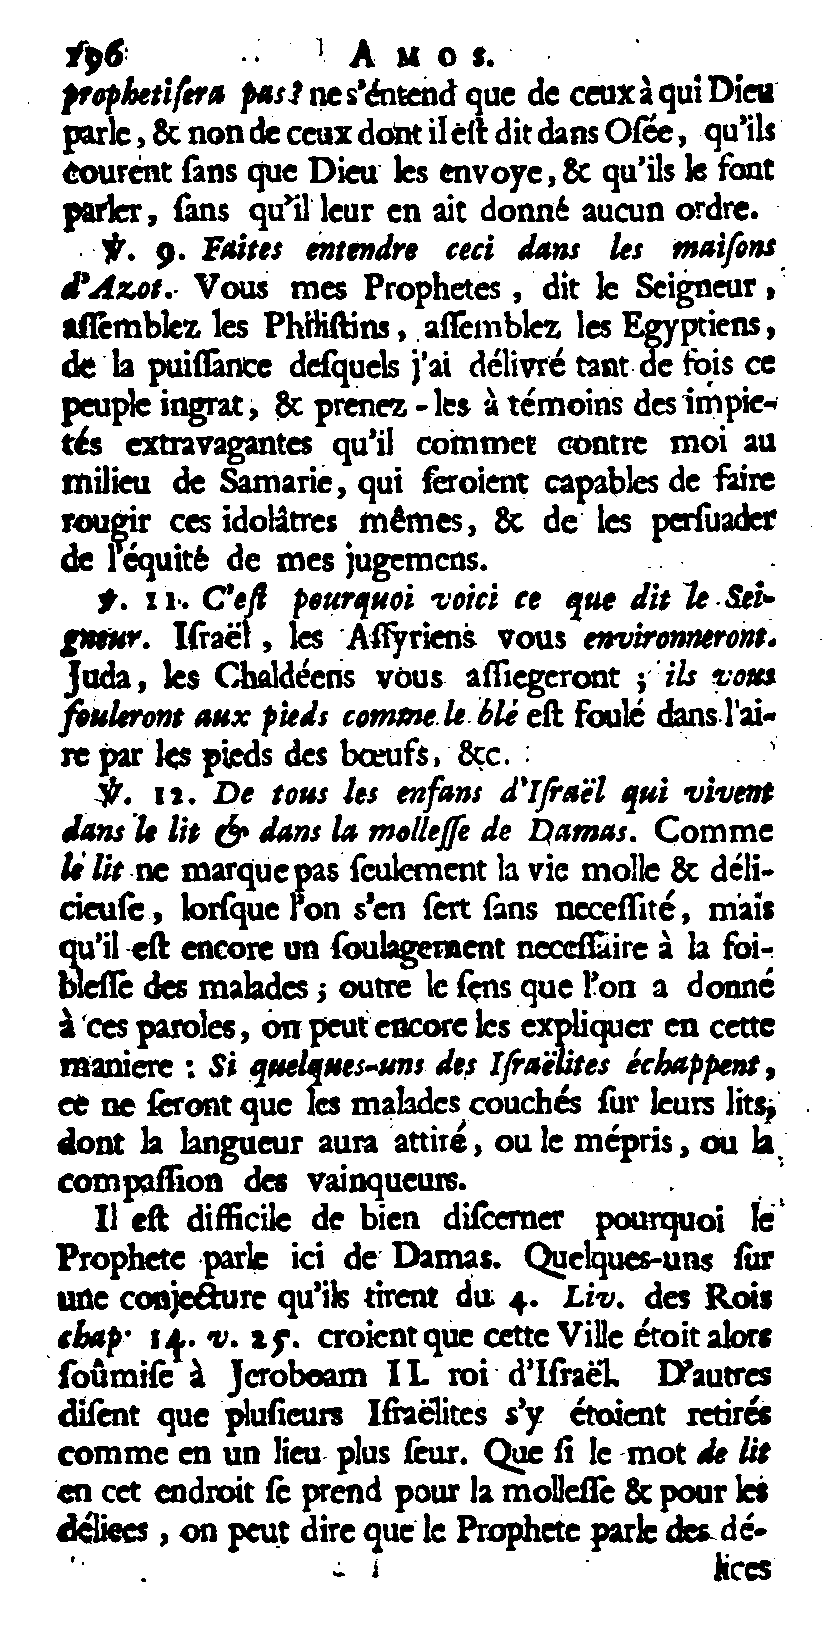 196 AMOS.
prophetiſera pas? ne s'éntend que de ceux à qui Dieu
parle, & non de ceux dont il eſt dit dans Oſée, qu'ils
courent ſans que Dieu les envoye, & qu'ils le font
parler, ſans qu'il leur en ait donné aucun ordre.
℣. 9. Faites entendre ceci dans les maiſons
d'Azot. Vous mes Prophetes, dit le Seigneur,
aſſemblez les Philiſtins, aſſemblez les Egyptiens,
de la puiſſance deſquels j'ai délivré tant de fois ce
peuple ingrat, & prenez-les à témoins des impie-
tés extravagantes qu'il commet contre moi au
milieu de Samarie, qui ſeroient capables de faire
rougir ces idolâtres mêmes, & de les perſuader
de l'équité de mes jugemens.
℣. 11. C'eſt pourquoi voici ce que dit le Sei-
gneur. Iſraël, les Aſſyriens vous environneront.
Juda, les Chaldéens vous aſſiegeront; ils vous
fouleront aux pieds comme le blé eſt foulé dans l'ai-
re par les pieds des bœufs, &c.
℣. 12. De tous les enfans d'Iſraël qui vivent
dans le lit & dans la molleſſe de Damas. Comme
le lit ne marque pas ſeulement la vie molle & déli-
cieuſe, lorſque l'on s'en ſert ſans neceſſité, mais
qu'il eſt encore un ſoulagement neceſſaire à la foi-
bleſſe des malades; outre le ſens que l'on a donné
à ces paroles, on peut encore les expliquer en cette
maniere : Si quelques-uns des Iſraëlites échappent,
ce ne ſeront que les malades couchés ſur leurs lits,
dont la langueur aura attiré, ou le mépris, ou la
compaſſion des vainqueurs.
Il eſt difficile de bien diſcerner pourquoi le
Prophete parle ici de Damas. Quelques-uns ſur
une conjecture qu'ils tirent du 4. Liv. des Rois
chap. 14. v. 25. croient que cette Ville étoit alors
ſoûmiſe à Jeroboam II. roi d'Iſraël. D'autres
diſent que pluſieurs Iſraëlites s'y étoient retirés
comme en un lieu plus ſeur. Que ſi le mot de lit
en cet endroit ſe prend pour la molleſſe & pour les
délices, on peut dire que le Prophete parle des dé-
lices